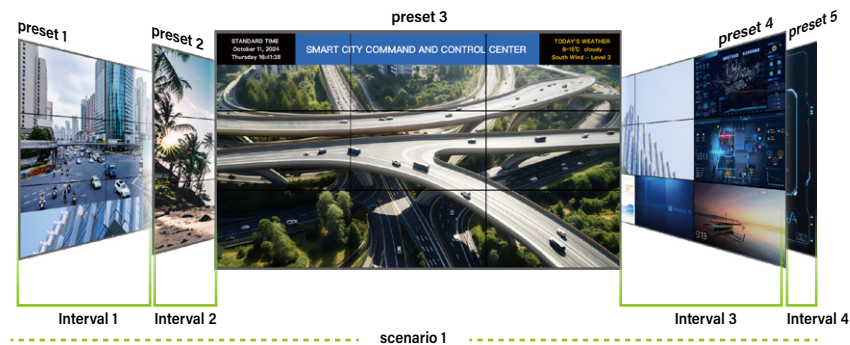 preset 1
preset 2
preset 3
preset 4
preset 5
STANDARD TIME
October 11, 2024
Thursday 16:41:38
SMART CITY COMMAND AND CONTROL CENTER
TODAY'S WEATHER
8-15℃ cloudy
South Wind - Level 3
Interval 1
Interval 2
Interval 3
Interval 4
scenario 1